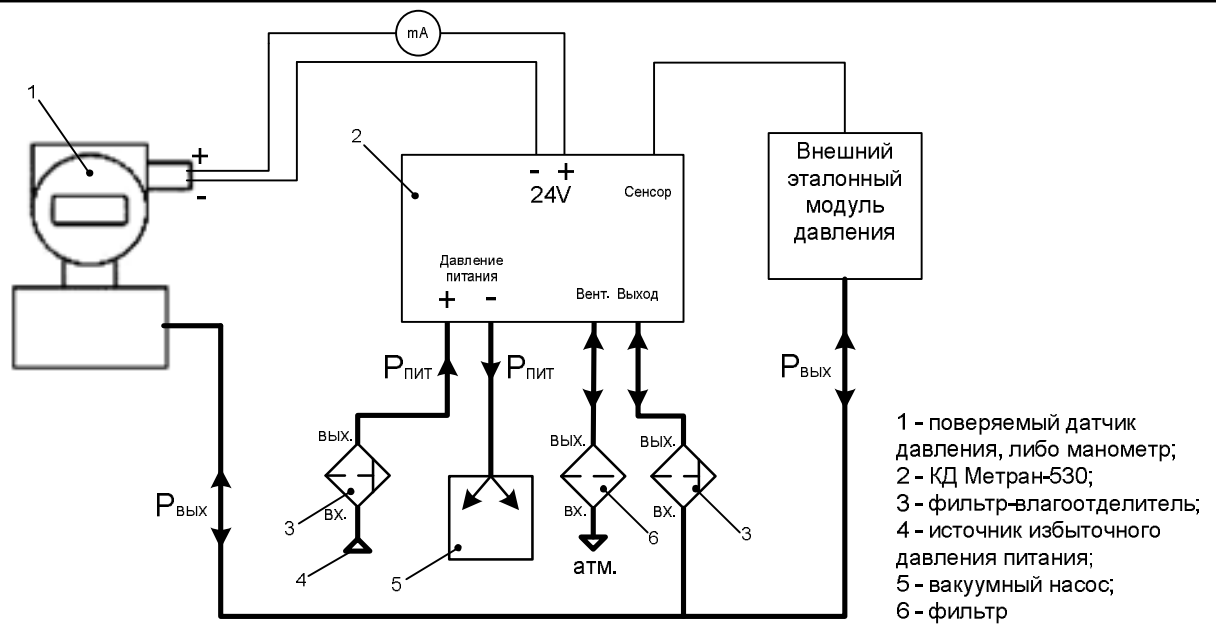 mA
1
2
+
-
- +
24V
Сенсор
Внешний
эталонный
модуль
давления
Давление
питания
+ -
Вент. Выход
Pпит
Pпит
Pвых
вых.
вых.
вых.
Pвых
вх.
вх.
вх.
3
4
5
6
3
атм.
1 - поверяемый датчик
давления, либо манометр;
2 - КД Метран-530;
3 - фильтр-влагоотделитель;
4 - источник избыточного
давления питания;
5 - вакуумный насос;
6 - фильтр